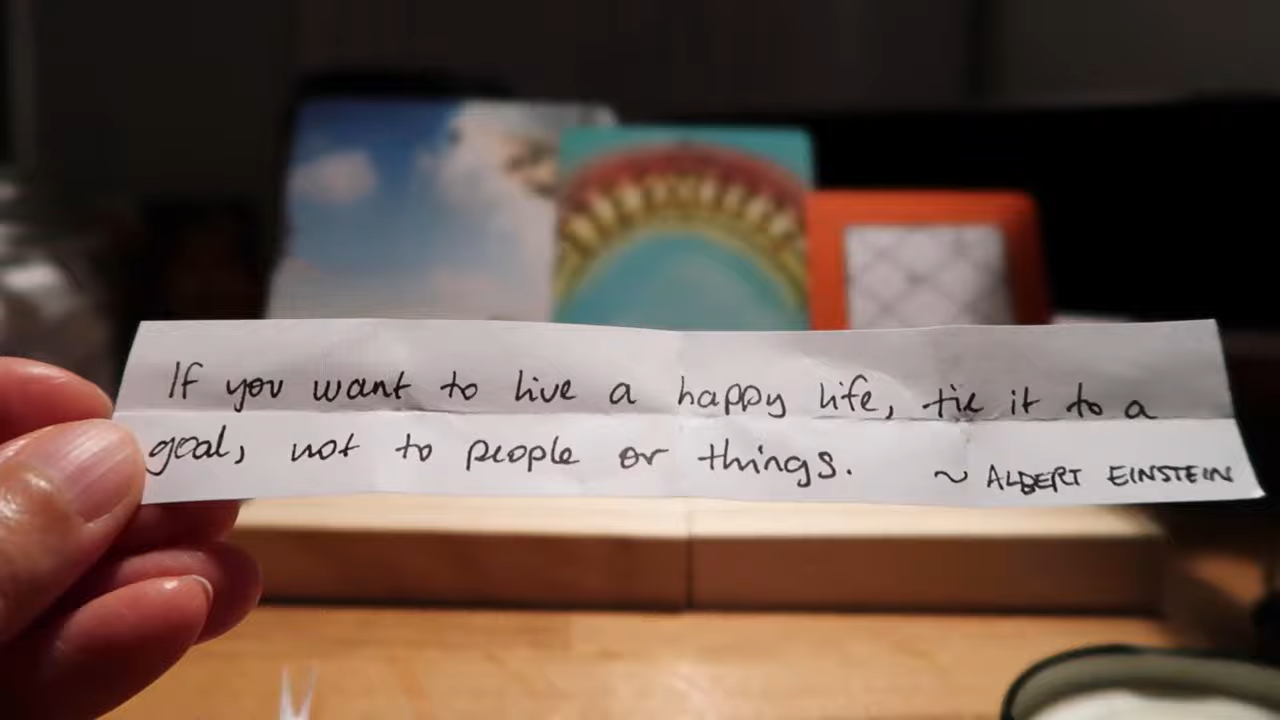 If you want to live a happy life, tie it to a
goal, not to people or things. ~ ALBERT EINSTEIN